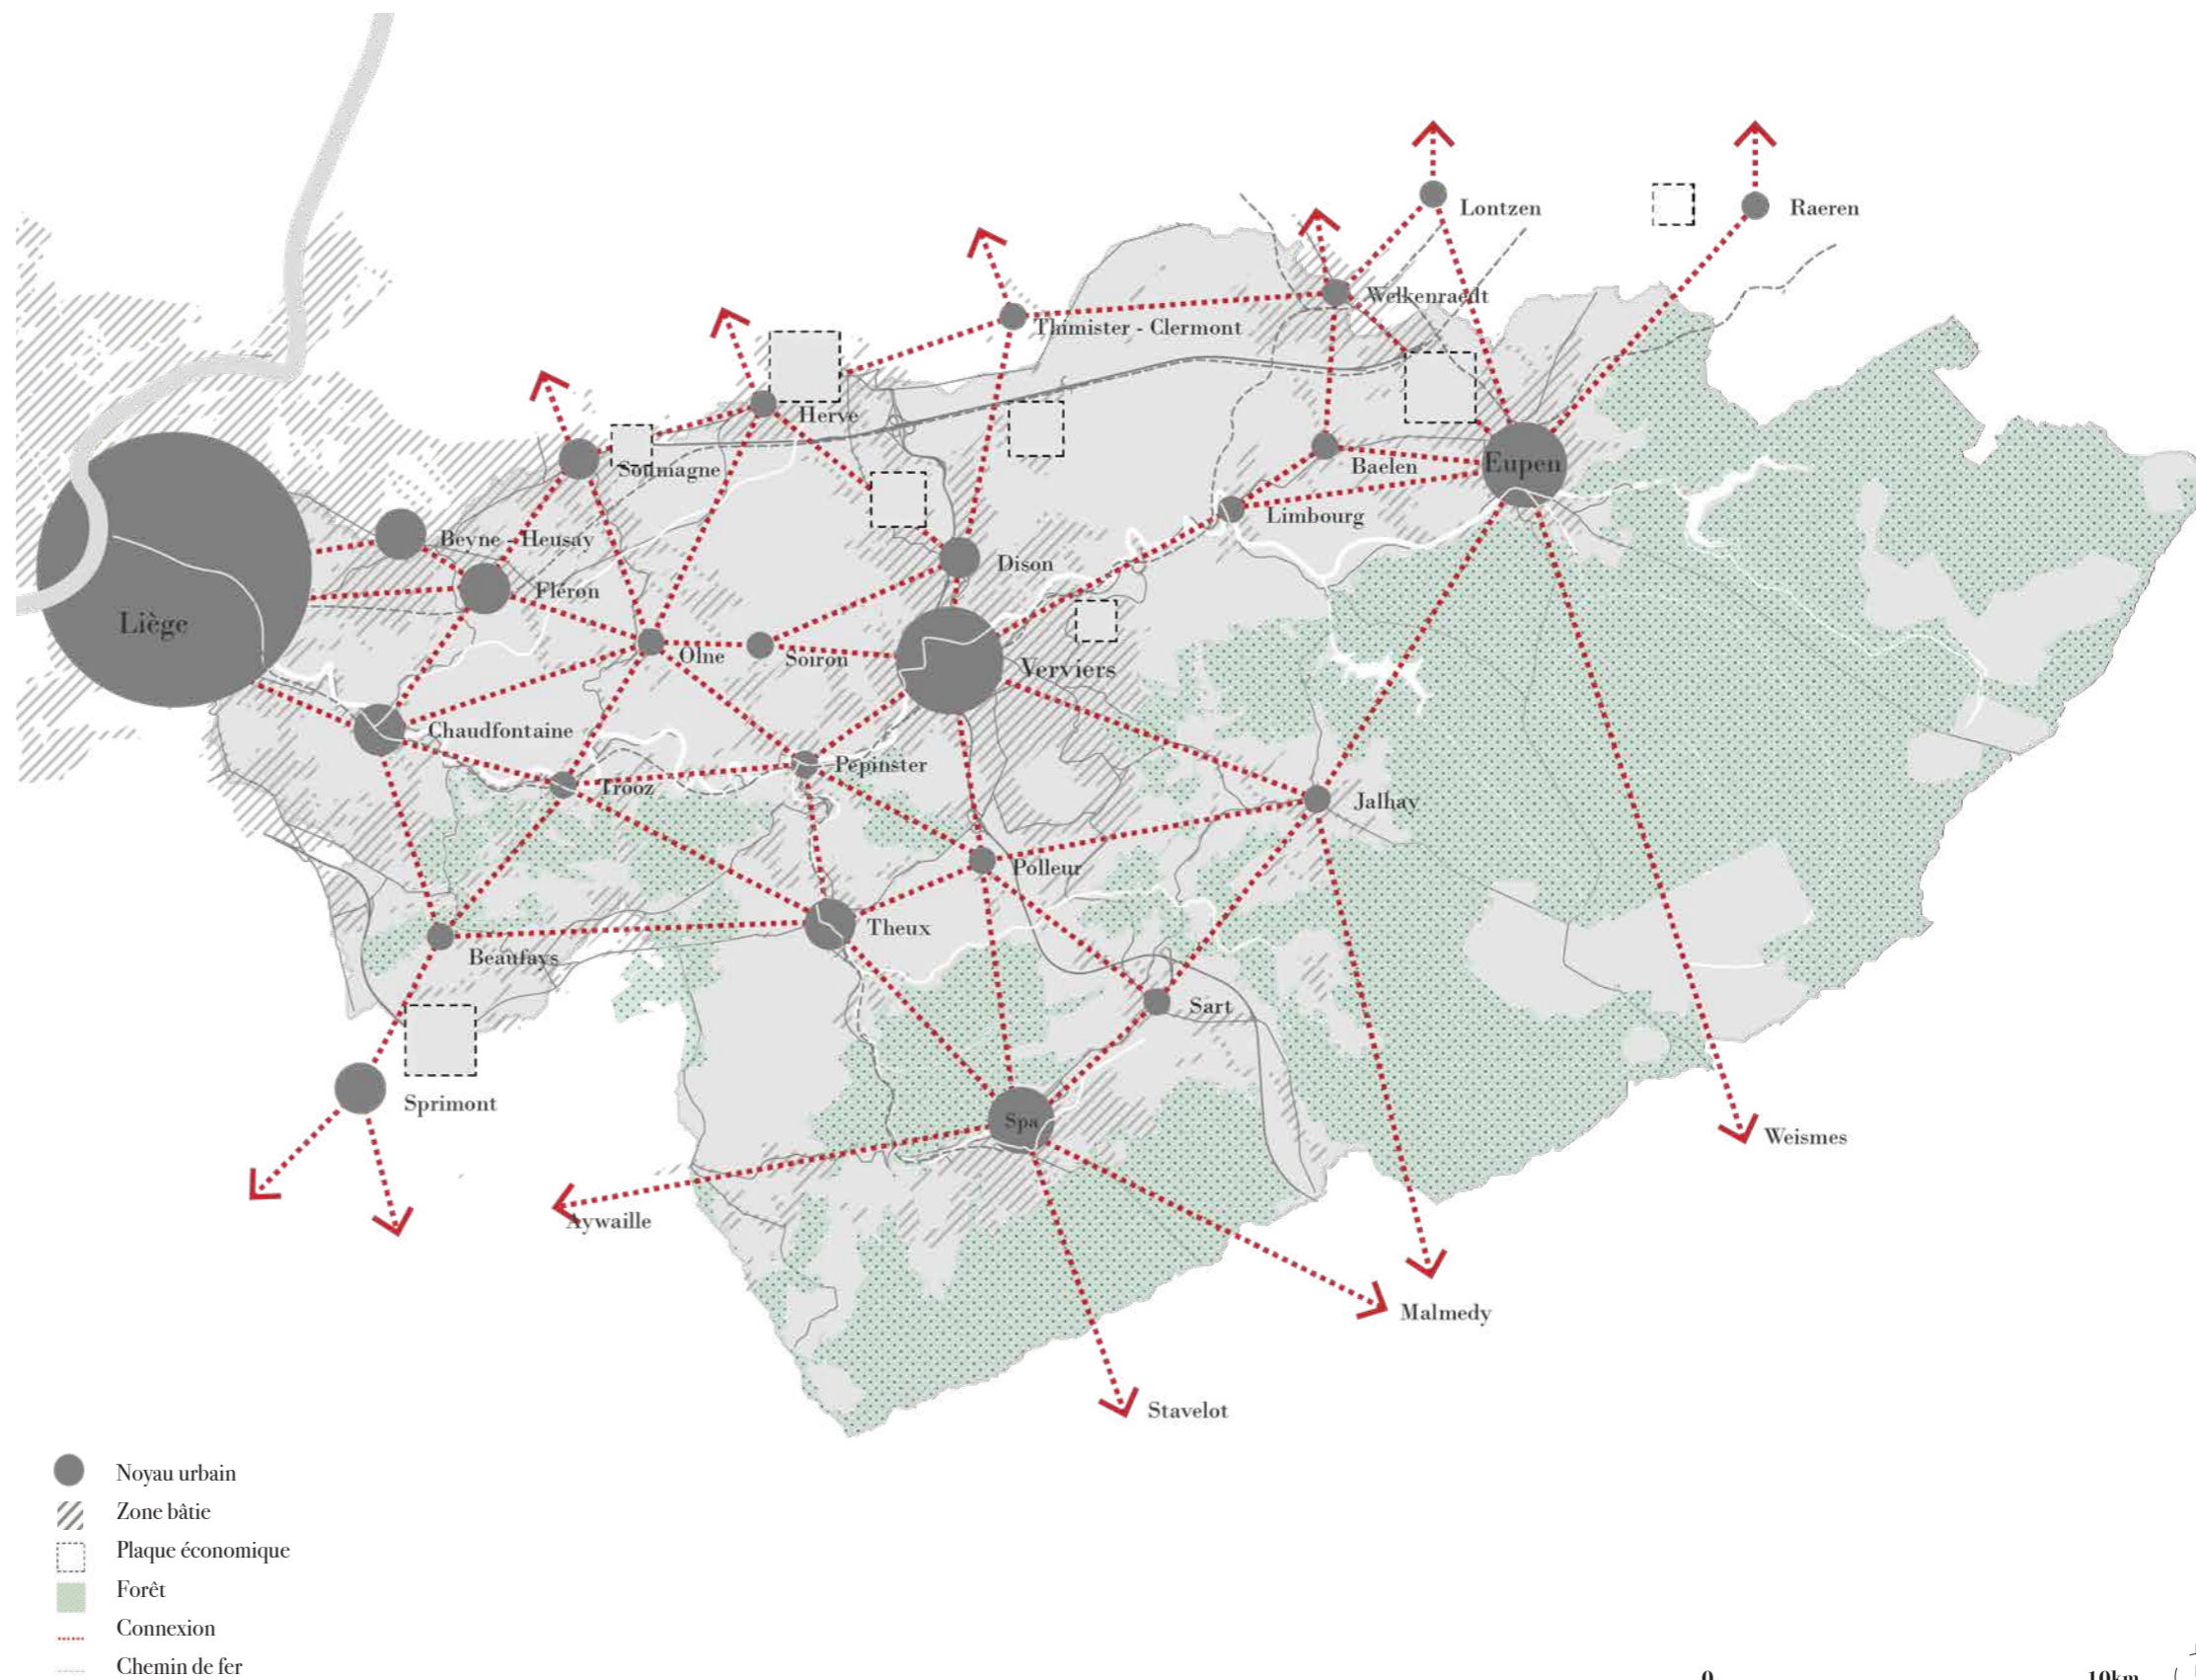 Lontzen
Raeren
Welkenraedt
Thimister - Clermont
Herve
Soumagne
Baelen
Eupen
Limbourg
Beyne - Heusay
Dison
Fléron
Liège
Olne
Soiron
Verviers
Chaudfontaine
Pepinster
Trooz
Jalhay
Polleur
Theux
Beaufays
Sart
Sprimont
Spa
Weismes
Aywaille
Malmedy
Stavelot
Noyau urbain
Zone bâtie
Plaque économique
Forêt
Connexion
Chemin de fer
0 10km